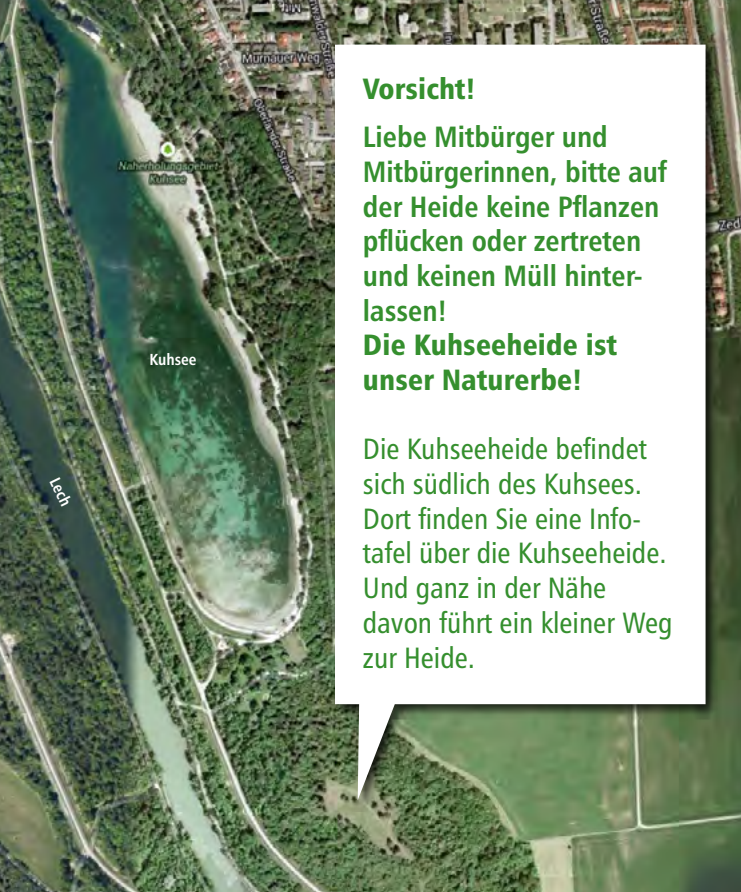 Murnauer Weg
Oberländerstraße
Naherholungsgebiet
Kuhsee
Kuhsee
Lech
Vorsicht!
Liebe Mitbürger und
Mitbürgerinnen, bitte auf
der Heide keine Pflanzen
pflücken oder zertreten
und keinen Müll hinter-
lassen!
Die Kuhseeheide ist
unser Naturerbe!
Die Kuhseeheide befindet
sich südlich des Kuhsees.
Dort finden Sie eine Info-
tafel über die Kuhseeheide.
Und ganz in der Nähe
davon führt ein kleiner Weg
zur Heide.